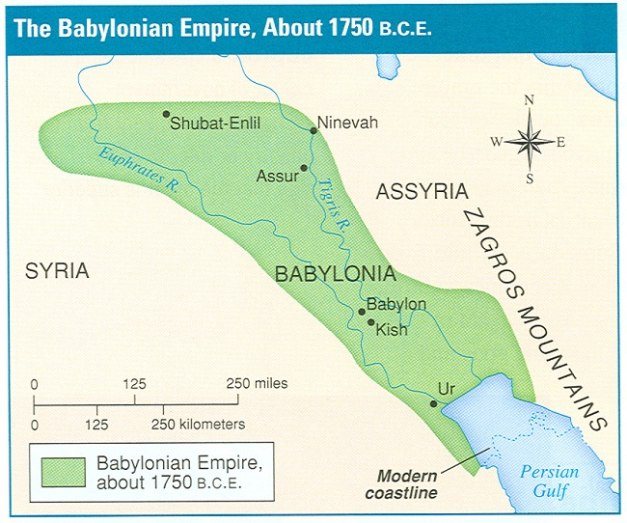 The Babylonian Empire, About 1750 B.C.E.
Shubat-Enlil
Ninevah
N
W
E
S
Euphrates R.
Assur
Tigris R.
ASSYRIA
ZAGROS MOUNTAINS
SYRIA
BABYLONIA
Babylon
Kish
0 125 250 miles
0 125 250 kilometers
Ur
Babylonian Empire,
about 1750 B.C.E.
Modern
coastline
Persian
Gulf